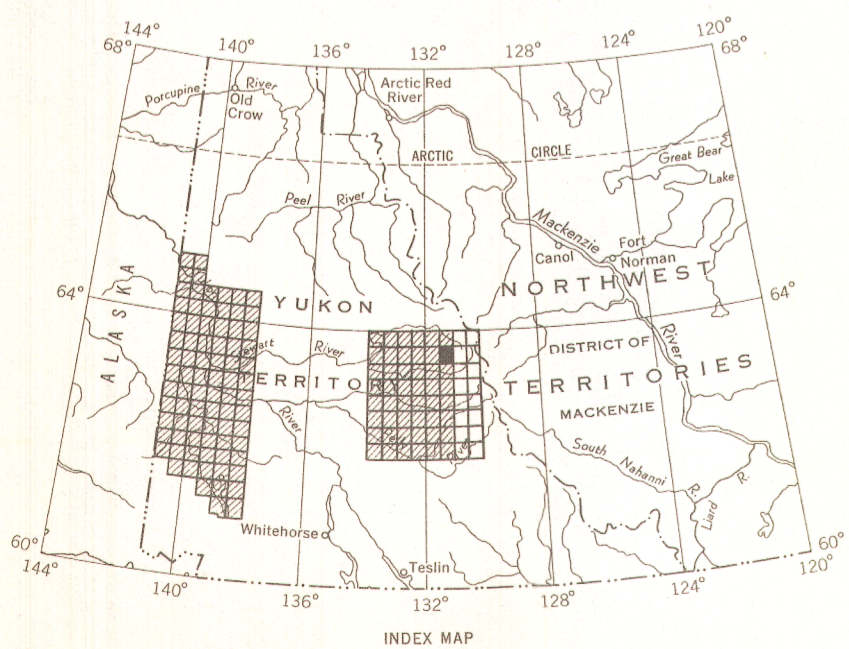 144°
140°
136°
132°
128°
124°
120°
68°
68°
Porcupine River
Old
Crow
Arctic Red
River
ARCTIC CIRCLE
Great Bear
Lake
Peel River
Mackenzie
Canol
Fort
Norman
River
64°
64°
ALASKA
YUKON
TERRITORY
NORTHWEST
TERRITORIES
DISTRICT OF
MACKENZIE
Stewart River
River
Pelly River
South Nahanni R.
Liard R.
Whitehorse
Teslin
60°
60°
144°
140°
136°
132°
128°
124°
120°
INDEX MAP